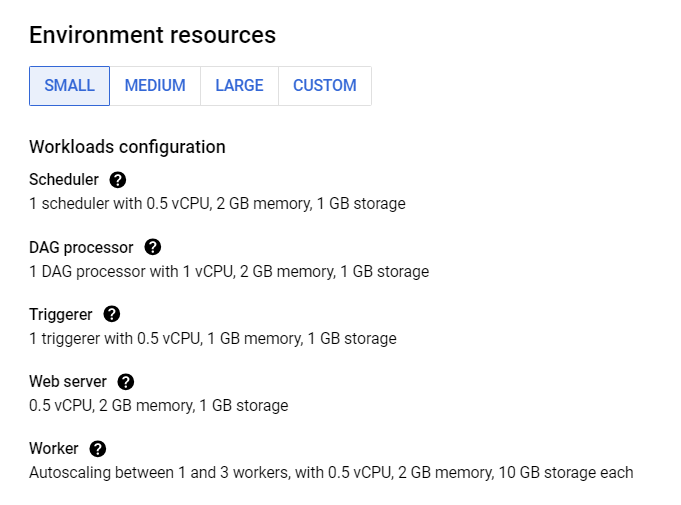 Environment resources
SMALL MEDIUM LARGE CUSTOM
Workloads configuration
Scheduler ?
1 scheduler with 0.5 vCPU, 2 GB memory, 1 GB storage
DAG processor ?
1 DAG processor with 1 vCPU, 2 GB memory, 1 GB storage
Triggerer ?
1 triggerer with 0.5 vCPU, 1 GB memory, 1 GB storage
Web server ?
0.5 vCPU, 2 GB memory, 1 GB storage
Worker ?
Autoscaling between 1 and 3 workers, with 0.5 vCPU, 2 GB memory, 10 GB storage each